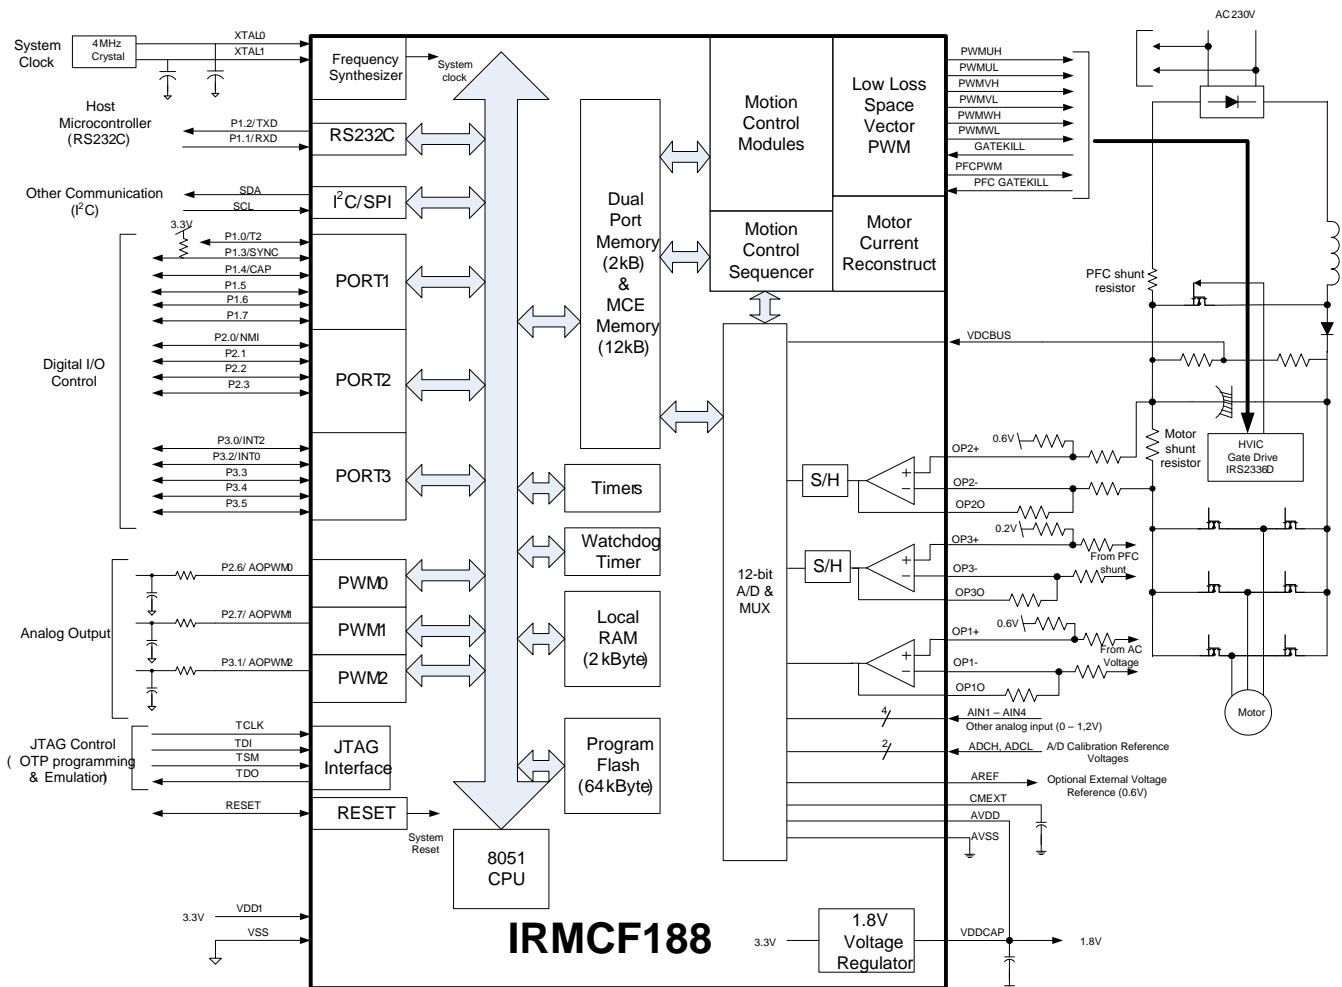 AC 230V
System
Clock
4MHz
Crystal
XTAL0
XTAL1
Frequency
Synthesizer
System
clock
Host
Microcontroller
(RS232C)
P1.2/TXD
P1.1/RXD
RS232C
Other Communication
(I2C)
SDA
SCL
I2C/SPI
3.3V
P1.0/T2
P1.3/SYNC
P1.4/CAP
P1.5
P1.6
P1.7
PORT1
Digital I/O
Control
P2.0/NMI
P2.1
P2.2
P2.3
PORT2
P3.0/INT2
P3.2/INT0
P3.3
P3.4
P3.5
PORT3
Analog Output
P2.6/ AOPWM0
P2.7/ AOPWM1
P3.1/ AOPWM2
PWM0
PWM1
PWM2
JTAG Control
( OTP programming
& Emulation)
TCLK
TDI
TSM
TDO
JTAG
Interface
RESET
RESET
System
Reset
3.3V
VDD1
VSS
8051
CPU
Dual
Port
Memory
(2kB)
&
MCE
Memory
(12kB)
Timers
Watchdog
Timer
Local
RAM
(2 kByte)
Program
Flash
(64 kByte)
Motion
Control
Modules
Low Loss
Space
Vector
PWM
Motion
Control
Sequencer
Motor
Current
Reconstruct
12-bit
A/D &
MUX
S/H
S/H
PWMUH
PWMUL
PWMVH
PWMVL
PWMWH
PWMWL
GATEKILL
PFCPWM
PFC GATEKILL
PFC shunt
resistor
VDCBUS
Motor
shunt
resistor
HVIC
Gate Drive
IRS2336D
0.6V
OP2+
OP2-
OP2O
0.2V
OP3+
OP3-
OP3O
From PFC
shunt
0.6V
OP1+
OP1-
OP1O
From AC
Voltage
4
AIN1 – AIN4
Other analog input (0 – 1,2V)
2
ADCH, ADCL
A/D Calibration Reference
Voltages
AREF
Optional External Voltage
Reference (0.6V)
CMEXT
AVDD
AVSS
Motor
IRMCF188
3.3V
1.8V
Voltage
Regulator
VDDCAP
1.8V